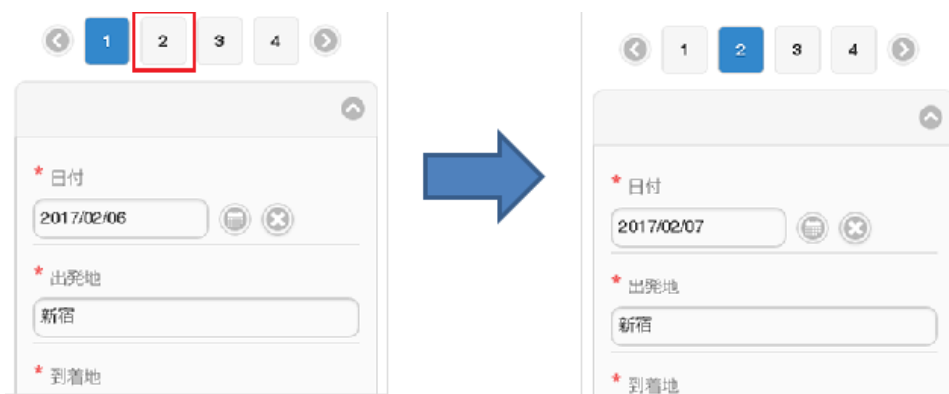 1 2 3 4
* 日付
2017/02/06
* 出発地
新宿
* 到着地
1 2 3 4
* 日付
2017/02/07
* 出発地
新宿
* 到着地